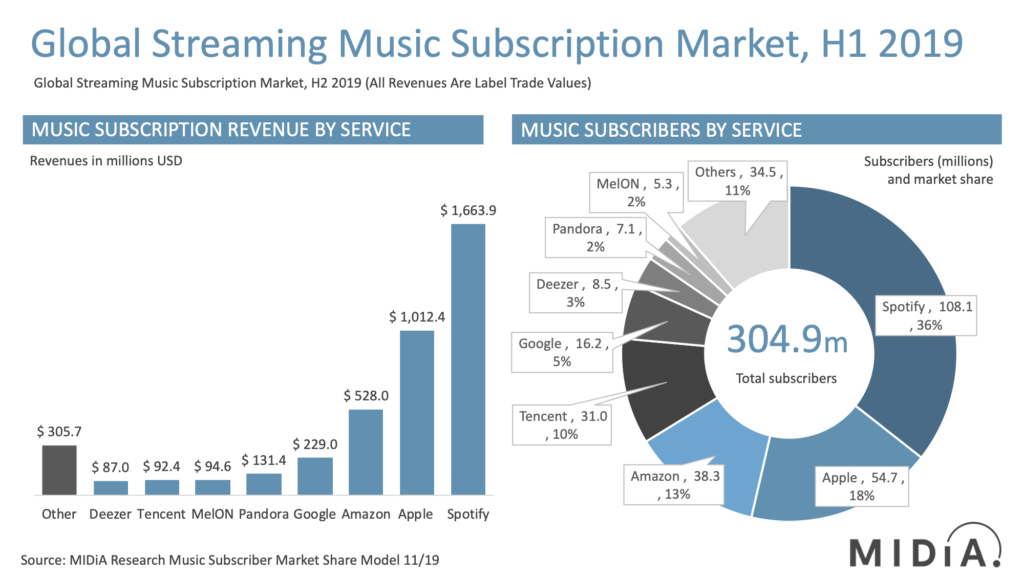 Global Streaming Music Subscription Market, H1 2019
Global Streaming Music Subscription Market, H2 2019 (All Revenues Are Label Trade Values)
MUSIC SUBSCRIPTION REVENUE BY SERVICE
Revenues in millions USD
$ 305.7
$ 87.0
$ 92.4
$ 94.6
$ 131.4
$ 229.0
$ 528.0
$ 1,012.4
$ 1,663.9
Other Deezer Tencent MelON Pandora Google Amazon Apple Spotify
MUSIC SUBSCRIBERS BY SERVICE
Subscribers (millions)
and market share
Others , 34.5 ,
11%
MelON , 5.3 ,
2%
Pandora , 7.1 ,
2%
Deezer , 8.5 ,
3%
Google , 16.2 ,
5%
Tencent , 31.0
, 10%
Amazon , 38.3
, 13%
Apple , 54.7 ,
18%
Spotify , 108.1
, 36%
304.9m
Total subscribers
Source: MIDiA Research Music Subscriber Market Share Model 11/19
MIDiA.